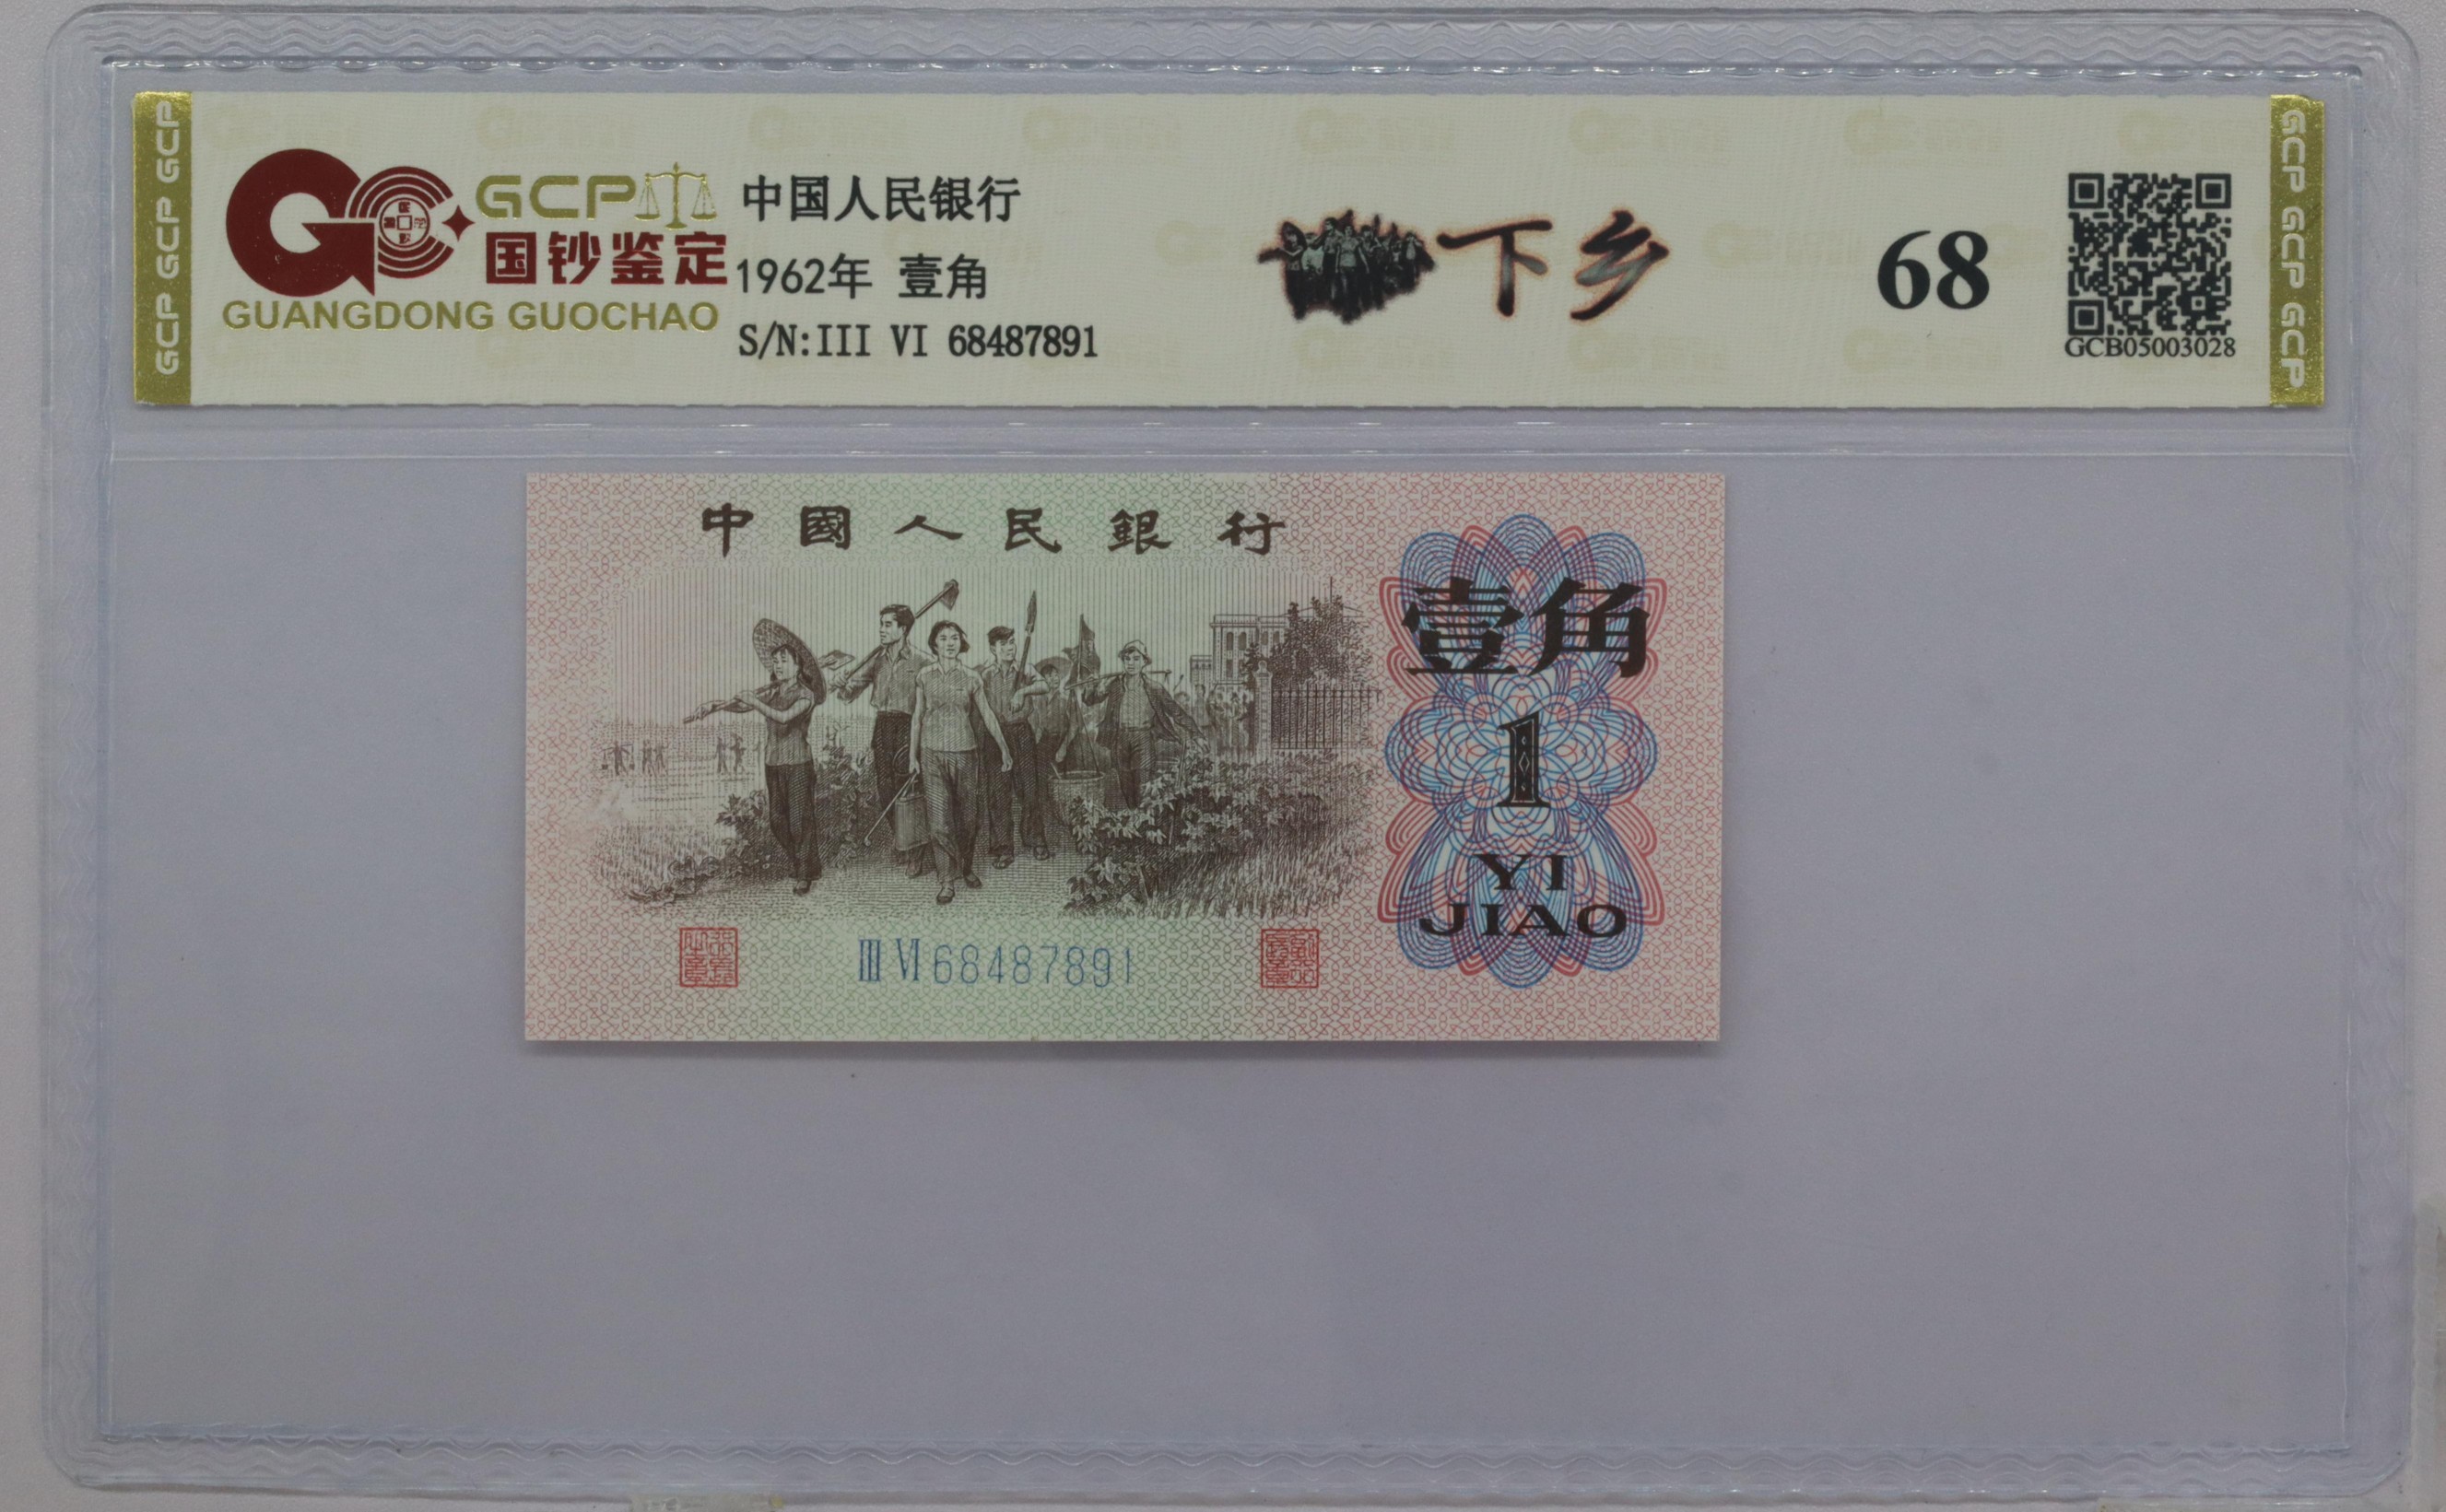 GCP GCP GCP
GCP
国钞鉴定
GUANGDONG GUOCHAO
中国人民银行
1962年 壹角
S/N:III VI 68487891
下乡
68
GCB05003028
GCP GCP GCP
中國人民銀行
壹角
1
YI
JIAO
III VI 68487891